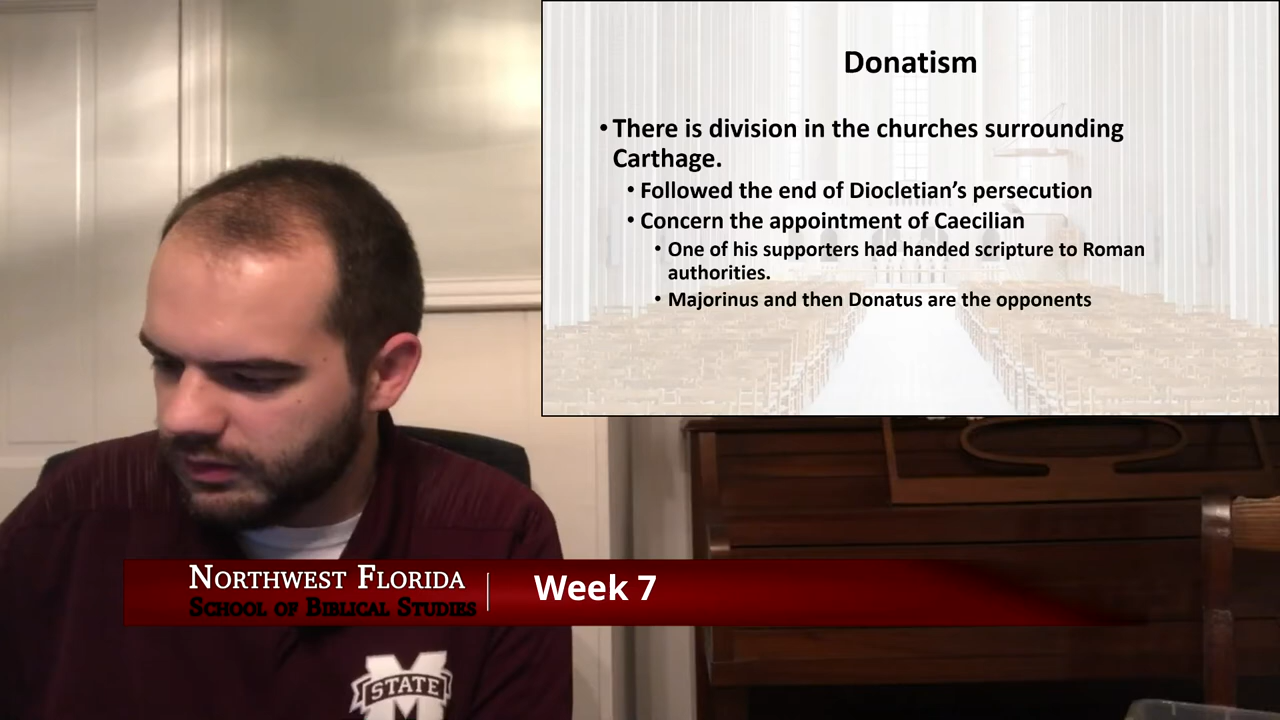 Donatism
• There is division in the churches surrounding
Carthage.
• Followed the end of Diocletian’s persecution
• Concern the appointment of Caecilian
• One of his supporters had handed scripture to Roman
authorities.
• Majorinus and then Donatus are the opponents
Northwest Florida
School of Biblical Studies
Week 7
M
STATE